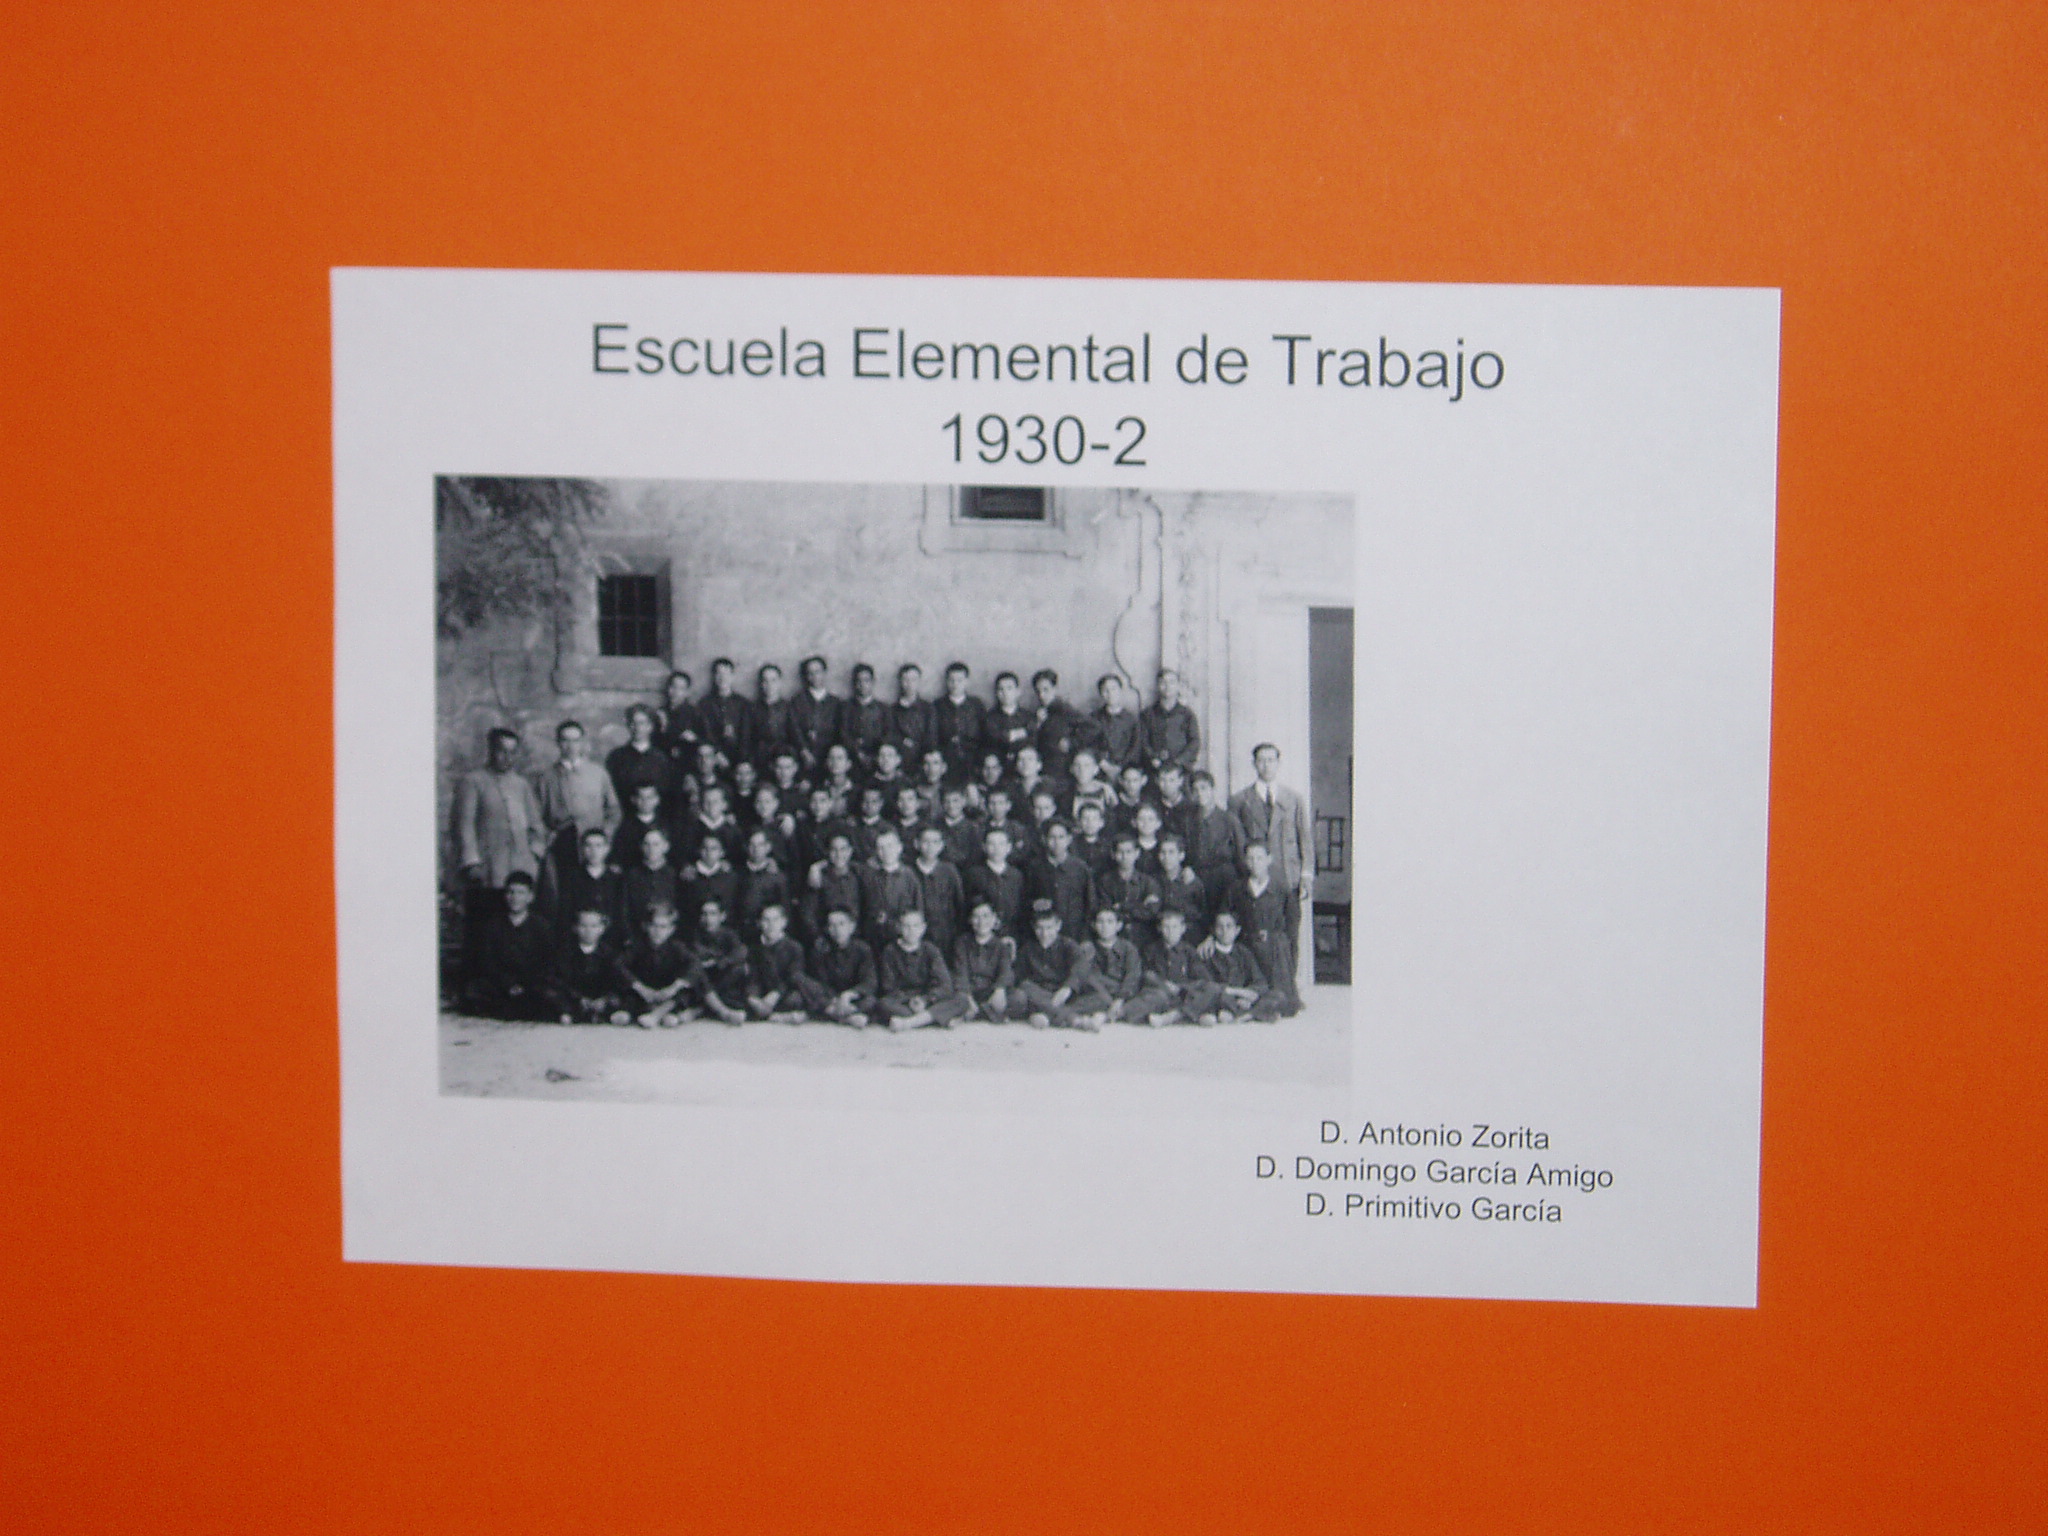 Escuela Elemental de Trabajo
1930-2
D. Antonio Zorita
D. Domingo García Amigo
D. Primitivo García